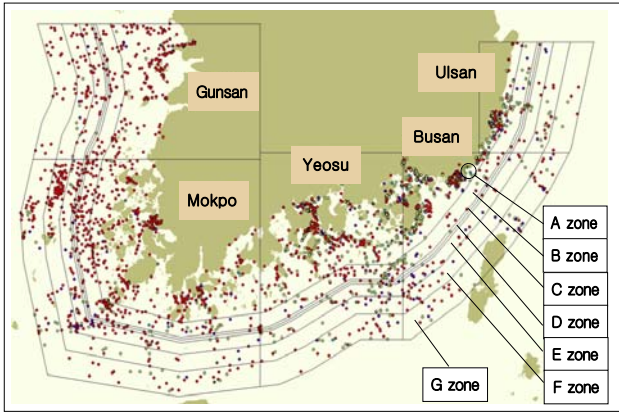 Ulsan
Gunsan
Busan
Yeosu
Mokpo
A zone
B zone
C zone
D zone
E zone
F zone
G zone